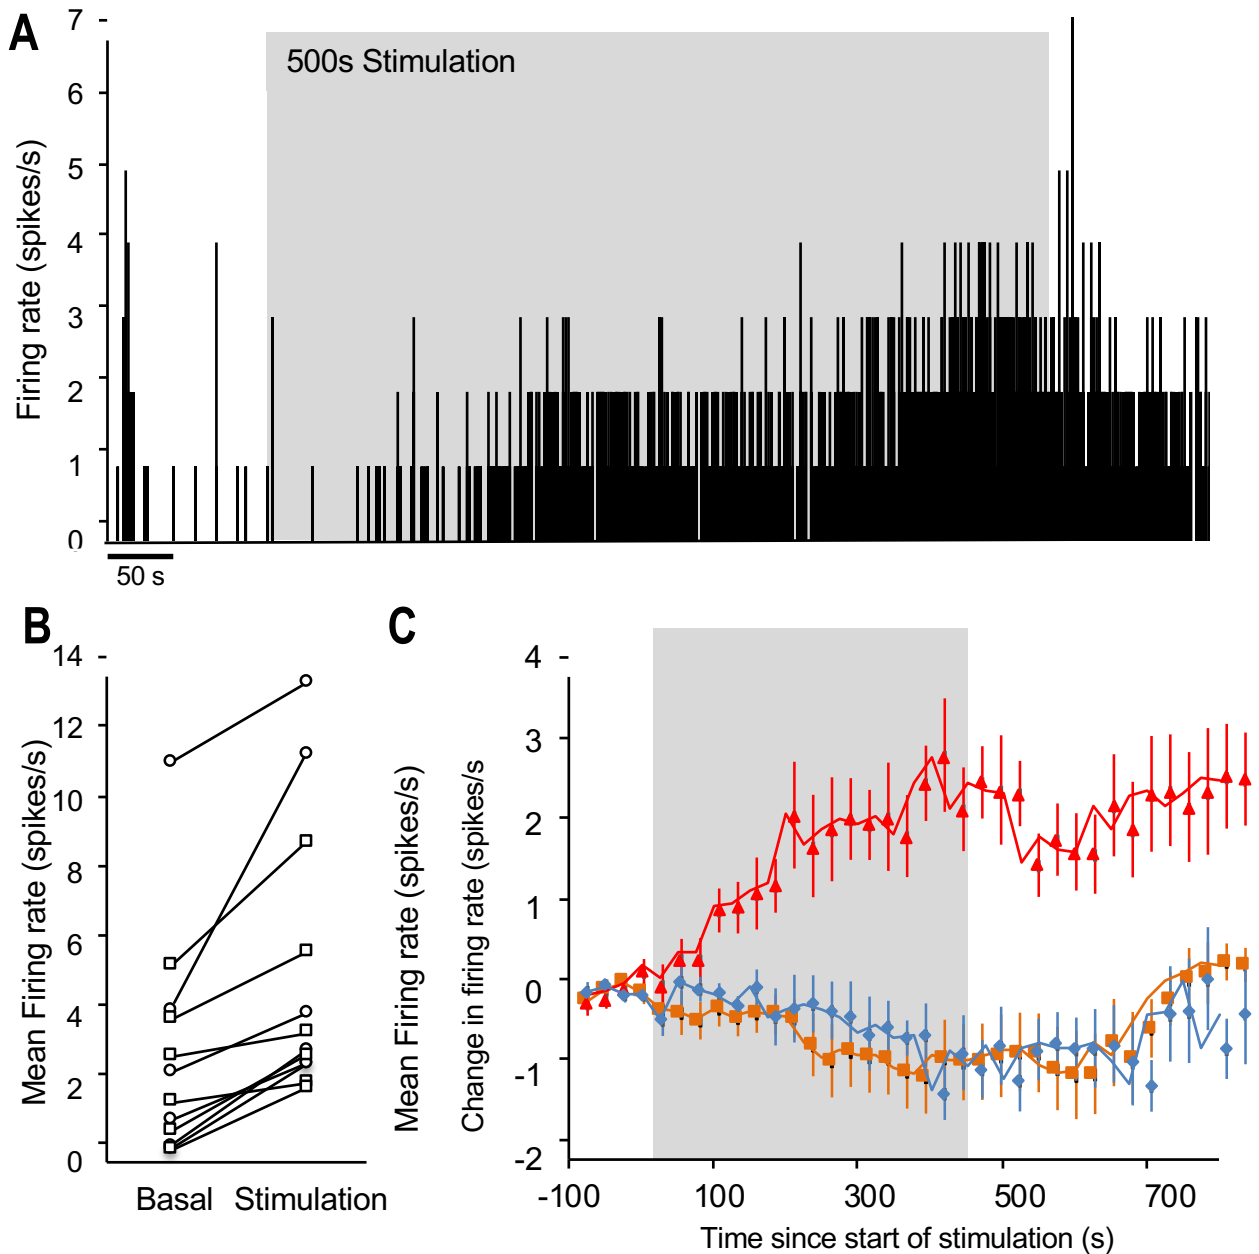 A
7
6
5
4
3
2
1
0
Firing rate (spikes/s)
500s Stimulation
50 s
B
14
12
10
8
6
4
2
0
Mean Firing rate (spikes/s)
Basal
Stimulation
C
Mean Firing rate (spikes/s)
Change in firing rate (spikes/s
4
3
2
1
0
-1
-2
-100
100
300
500
700
Time since start of stimulation (s)